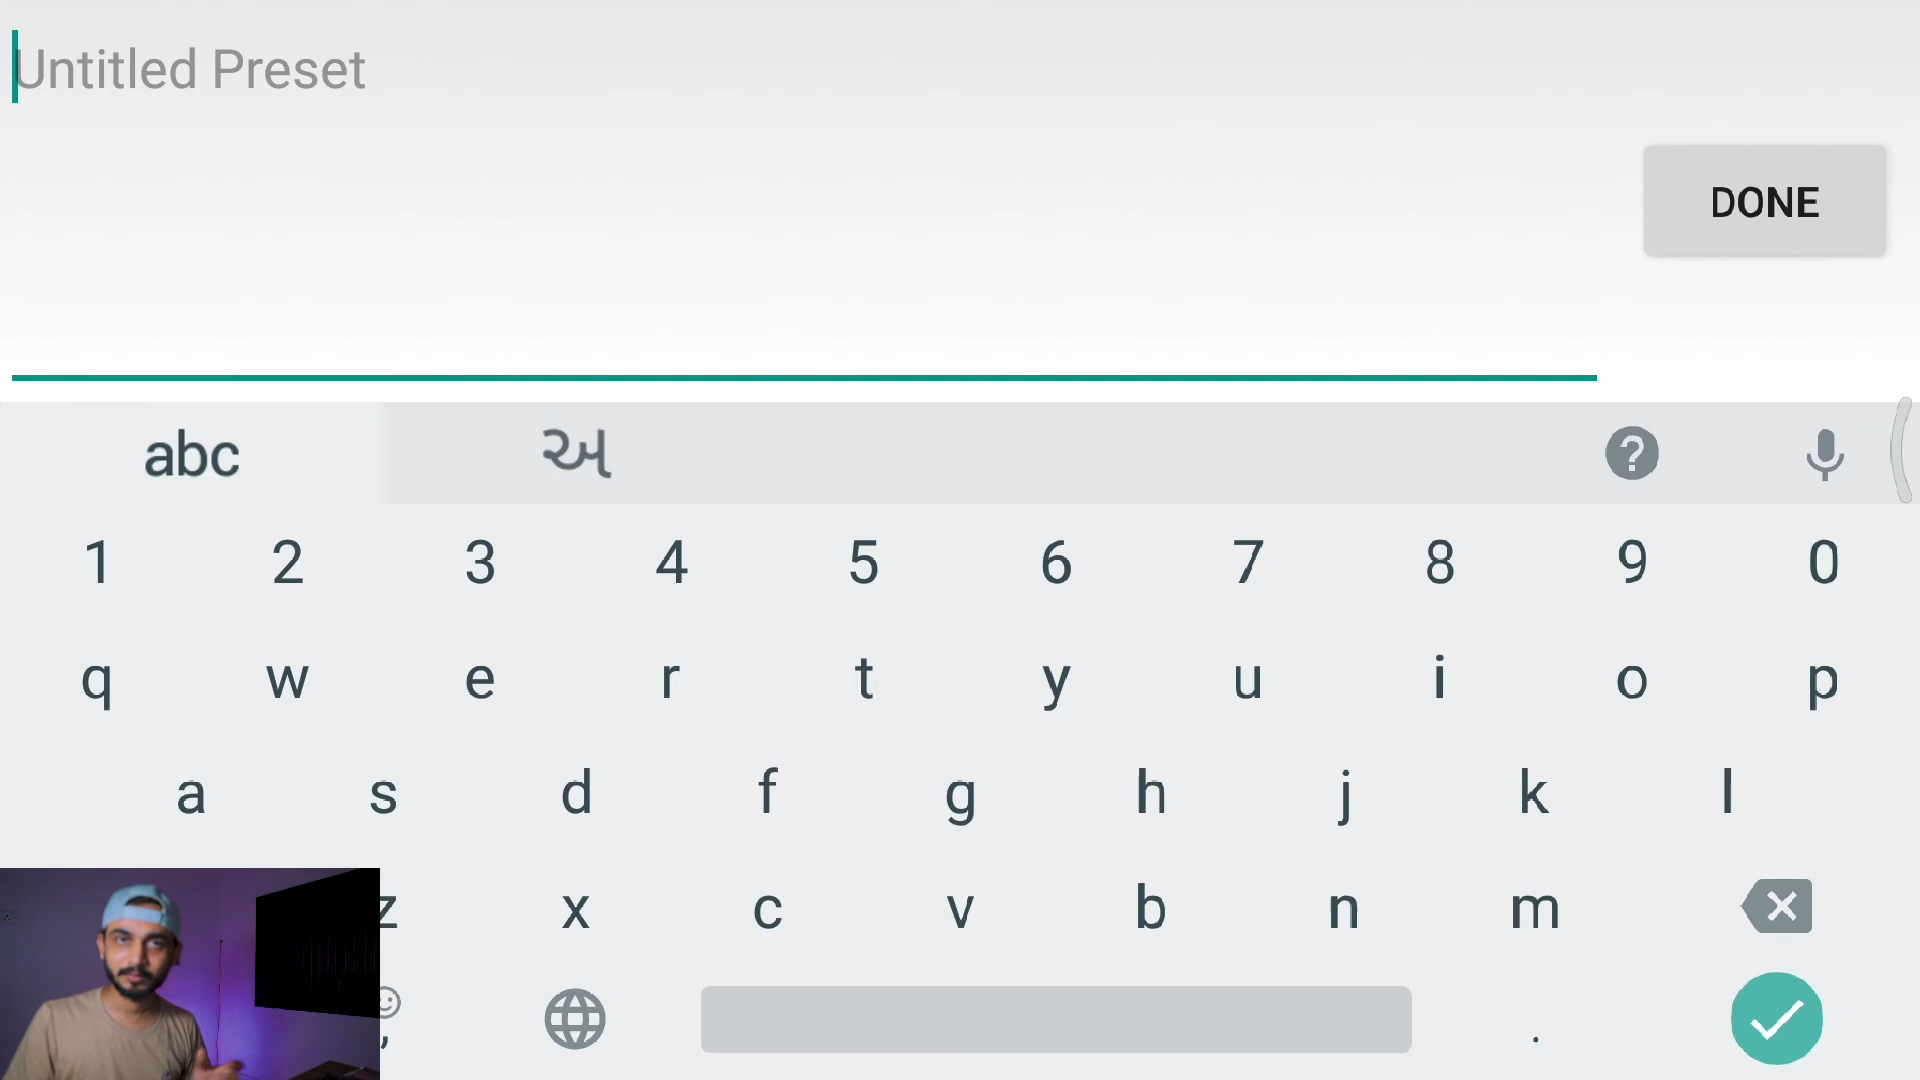 Untitled Preset
DONE
abc અ ?
1 2 3 4 5 6 7 8 9 0
q w e r t y u i o p
a s d f g h j k l
z x c v b n m
, .